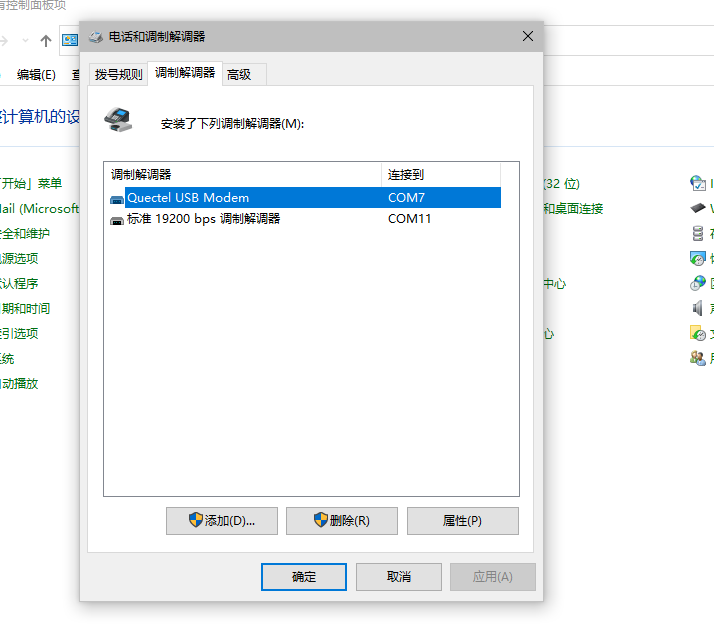 有控制面板项
电话和调制解调器
编辑(E)
拨号规则
调制解调器
高级
计算机的设
安装了下列调制解调器(M):
调制解调器
连接到
Quectel USB Modem
COM7
标准 19200 bps 调制解调器
COM11
开始」菜单
(32 位)
ail (Microsoft
和桌面连接
全和维护
源选项
认程序
中心
期和时间
引选项
心
统
动播放
添加(D)...
删除(R)
属性(P)
确定
取消
应用(A)